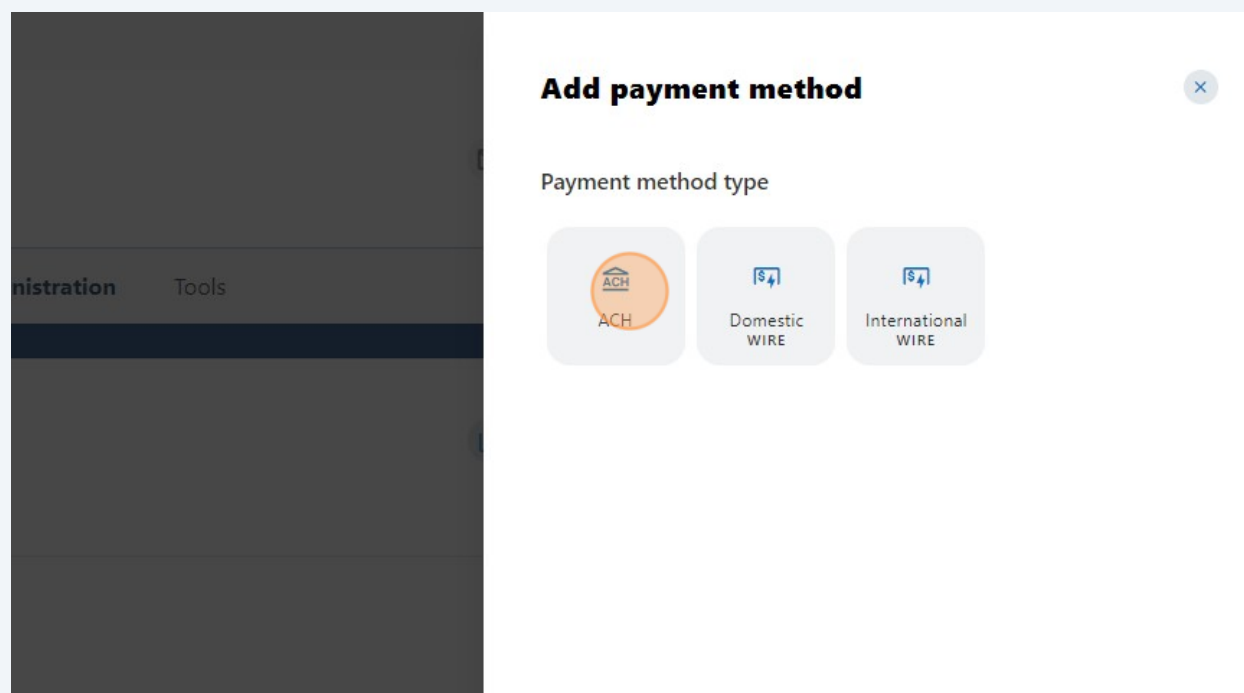 Add payment method
Payment method type
nistration Tools
ACH
ACH
Domestic
WIRE
International
WIRE